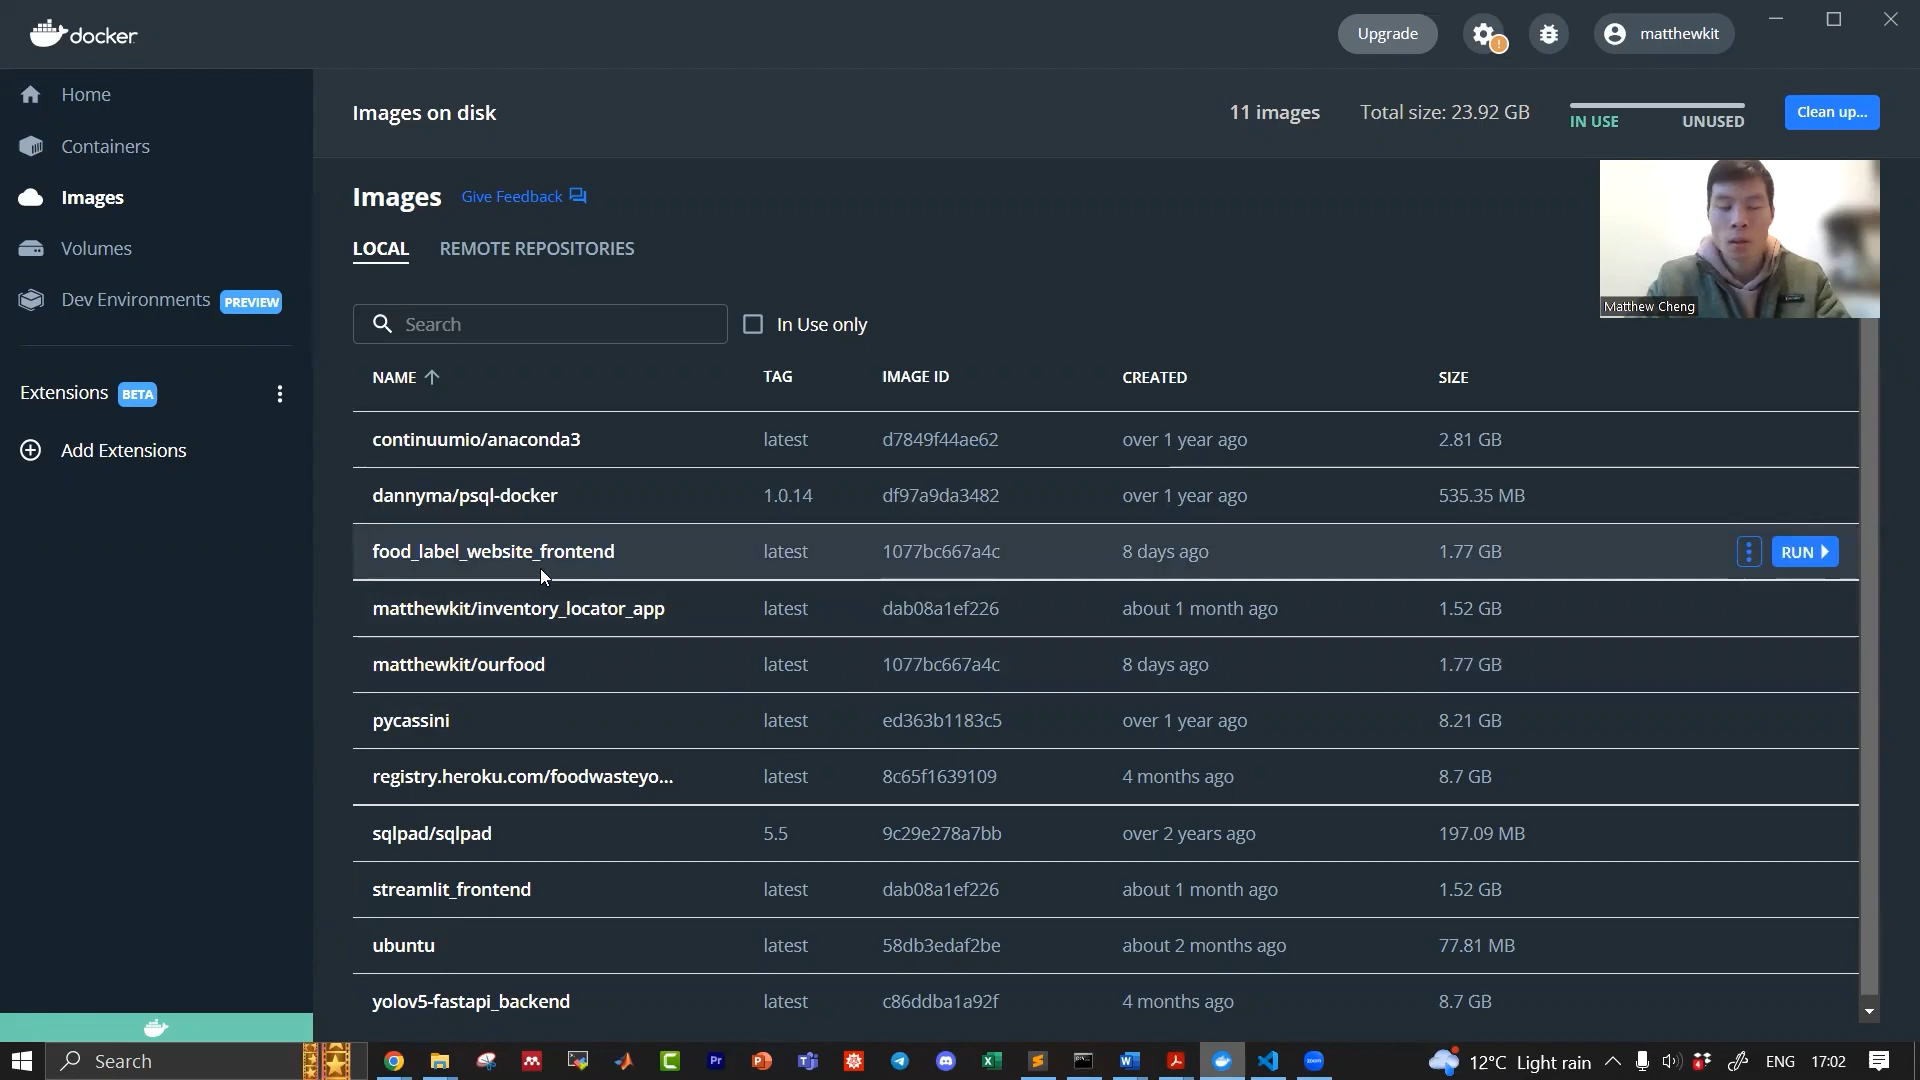 docker
Upgrade
matthewkit
Home
Containers
Images
Volumes
Dev Environments PREVIEW
Extensions BETA
Add Extensions
Images on disk
11 images
Total size: 23.92 GB
IN USE
UNUSED
Clean up...
Images
Give Feedback
LOCAL
REMOTE REPOSITORIES
Matthew Cheng
Search
In Use only
NAME TAG IMAGE ID CREATED SIZE
continuumio/anaconda3 latest d7849f44ae62 over 1 year ago 2.81 GB
dannyma/psql-docker 1.0.14 df97a9da3482 over 1 year ago 535.35 MB
food_label_website_frontend latest 1077bc667a4c 8 days ago 1.77 GB RUN
matthewkit/inventory_locator_app latest dab08a1ef226 about 1 month ago 1.52 GB
matthewkit/ourfood latest 1077bc667a4c 8 days ago 1.77 GB
pycassini latest ed363b1183c5 over 1 year ago 8.21 GB
registry.heroku.com/foodwasteyo... latest 8c65f1639109 4 months ago 8.7 GB
sqlpad/sqlpad 5.5 9c29e278a7bb over 2 years ago 197.09 MB
streamlit_frontend latest dab08a1ef226 about 1 month ago 1.52 GB
ubuntu latest 58db3edaf2be about 2 months ago 77.81 MB
yolov5-fastapi_backend latest c86ddba1a92f 4 months ago 8.7 GB
Search
Pr
12°C Light rain
ENG
17:02